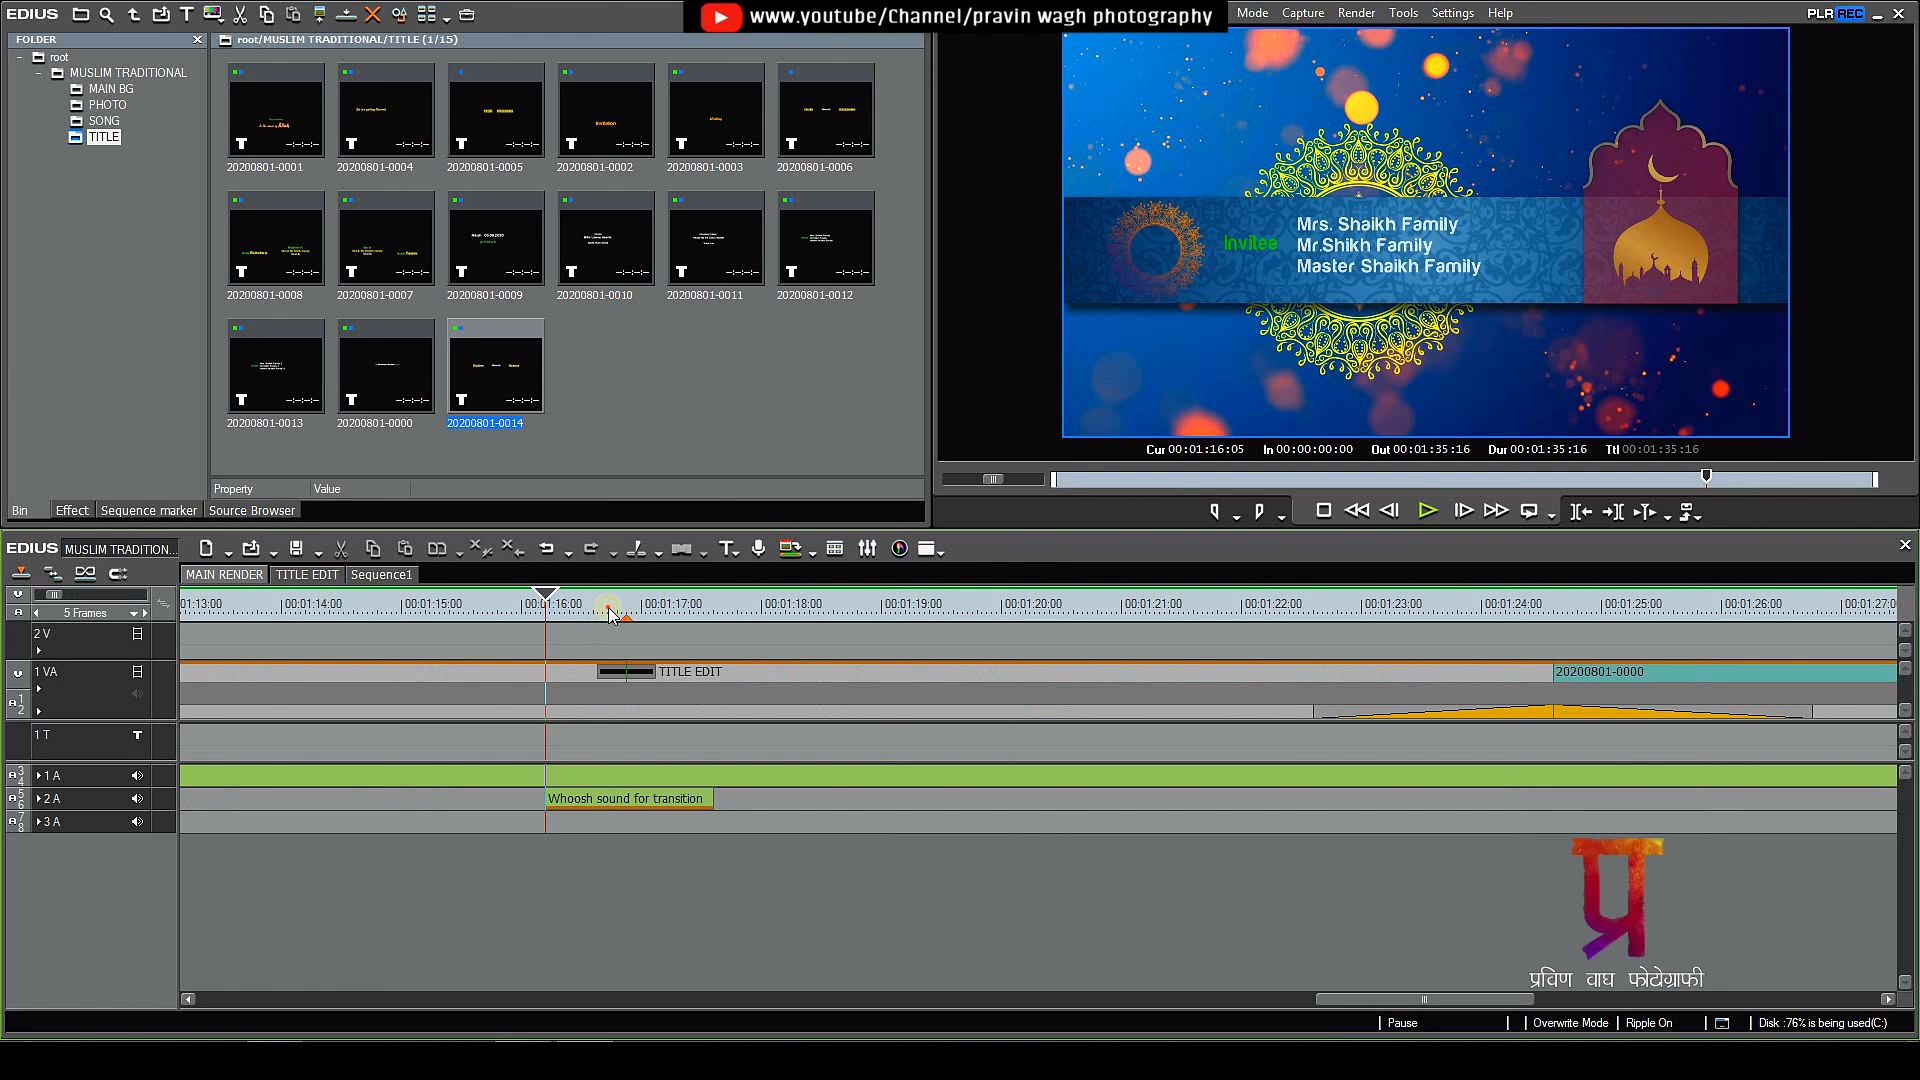 EDIUS
www.youtube/Channel/pravin wagh photography
Mode Capture Render Tools Settings Help
PLR REC
FOLDER
root/MUSLIM TRADITIONAL/TITLE (1/15)
root
MUSLIM TRADITIONAL
MAIN BG
PHOTO
SONG
TITLE
20200801-0001 20200801-0004 20200801-0005 20200801-0002 20200801-0003 20200801-0006
20200801-0008 20200801-0007 20200801-0009 20200801-0010 20200801-0011 20200801-0012
20200801-0013 20200801-0000 20200801-0014
Property Value
Bin Effect Sequence marker Source Browser
Invitee
Mrs. Shaikh Family
Mr.Shikh Family
Master Shaikh Family
Cur 00:01:16:05 In 00:00:00:00 Out 00:01:35:16 Dur 00:01:35:16 Ttl 00:01:35:16
EDIUS MUSLIM TRADITION...
MAIN RENDER TITLE EDIT Sequence1
5 Frames
01:13:00 00:01:14:00 00:01:15:00 00:01:16:00 00:01:17:00 00:01:18:00 00:01:19:00 00:01:20:00 00:01:21:00 00:01:22:00 00:01:23:00 00:01:24:00 00:01:25:00 00:01:26:00 00:01:27:0
2 V
1 VA
TITLE EDIT
20200801-0000
1 T
1 A
2 A
Whoosh sound for transition
3 A
प्र
प्रविण वाघ फोटोग्राफी
Pause Overwrite Mode Ripple On Disk :76% is being used(C:)